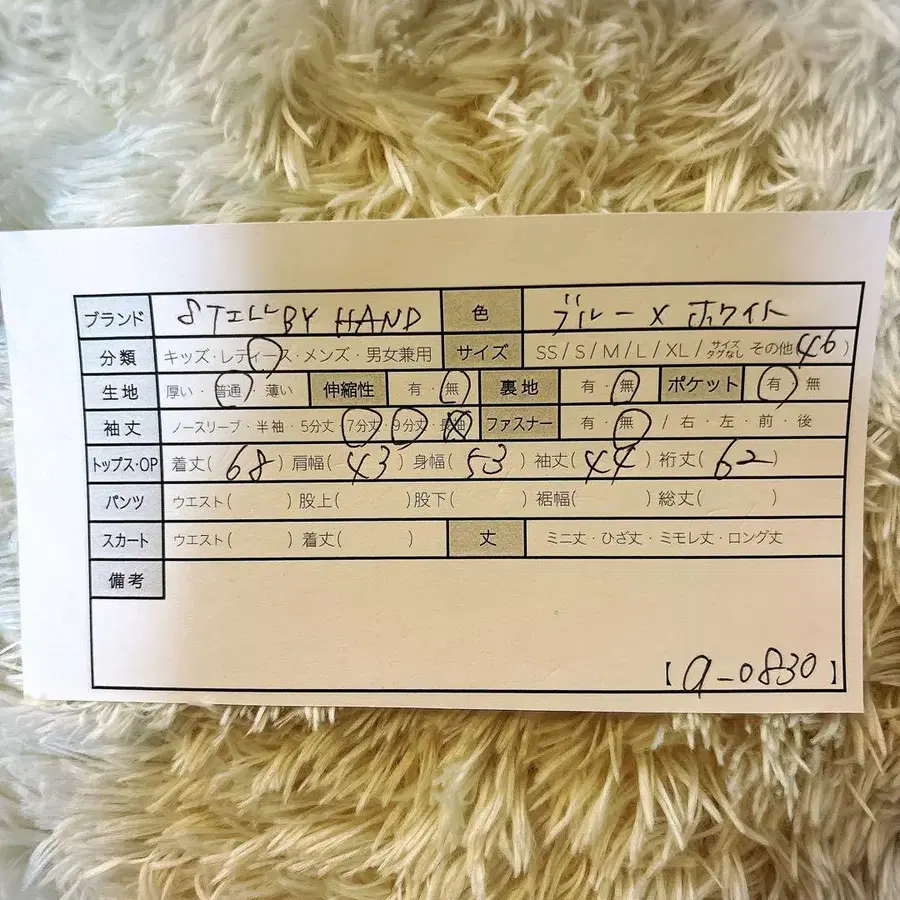 ブランド STILL BY HAND 色 ブルー×ホワイト
分類 キッズ・レディース・メンズ・男女兼用 サイズ SS/S/M/L/XL/サイズタグなし その他(46)
生地 厚い・普通・薄い 伸縮性 有・無 裏地 有・無 ポケット 有・無
袖丈 ノースリーブ・半袖・5分丈・7分丈・9分丈・長袖 ファスナー 有・無 / 右・左・前・後
トップス・OP 着丈(68)肩幅(43)身幅(53)袖丈(44)裄丈(62)
パンツ ウエスト( )股上( )股下( )裾幅( )総丈( )
スカート ウエスト( )着丈( ) 丈 ミニ丈・ひざ丈・ミモレ丈・ロング丈
備考
【a-0830】